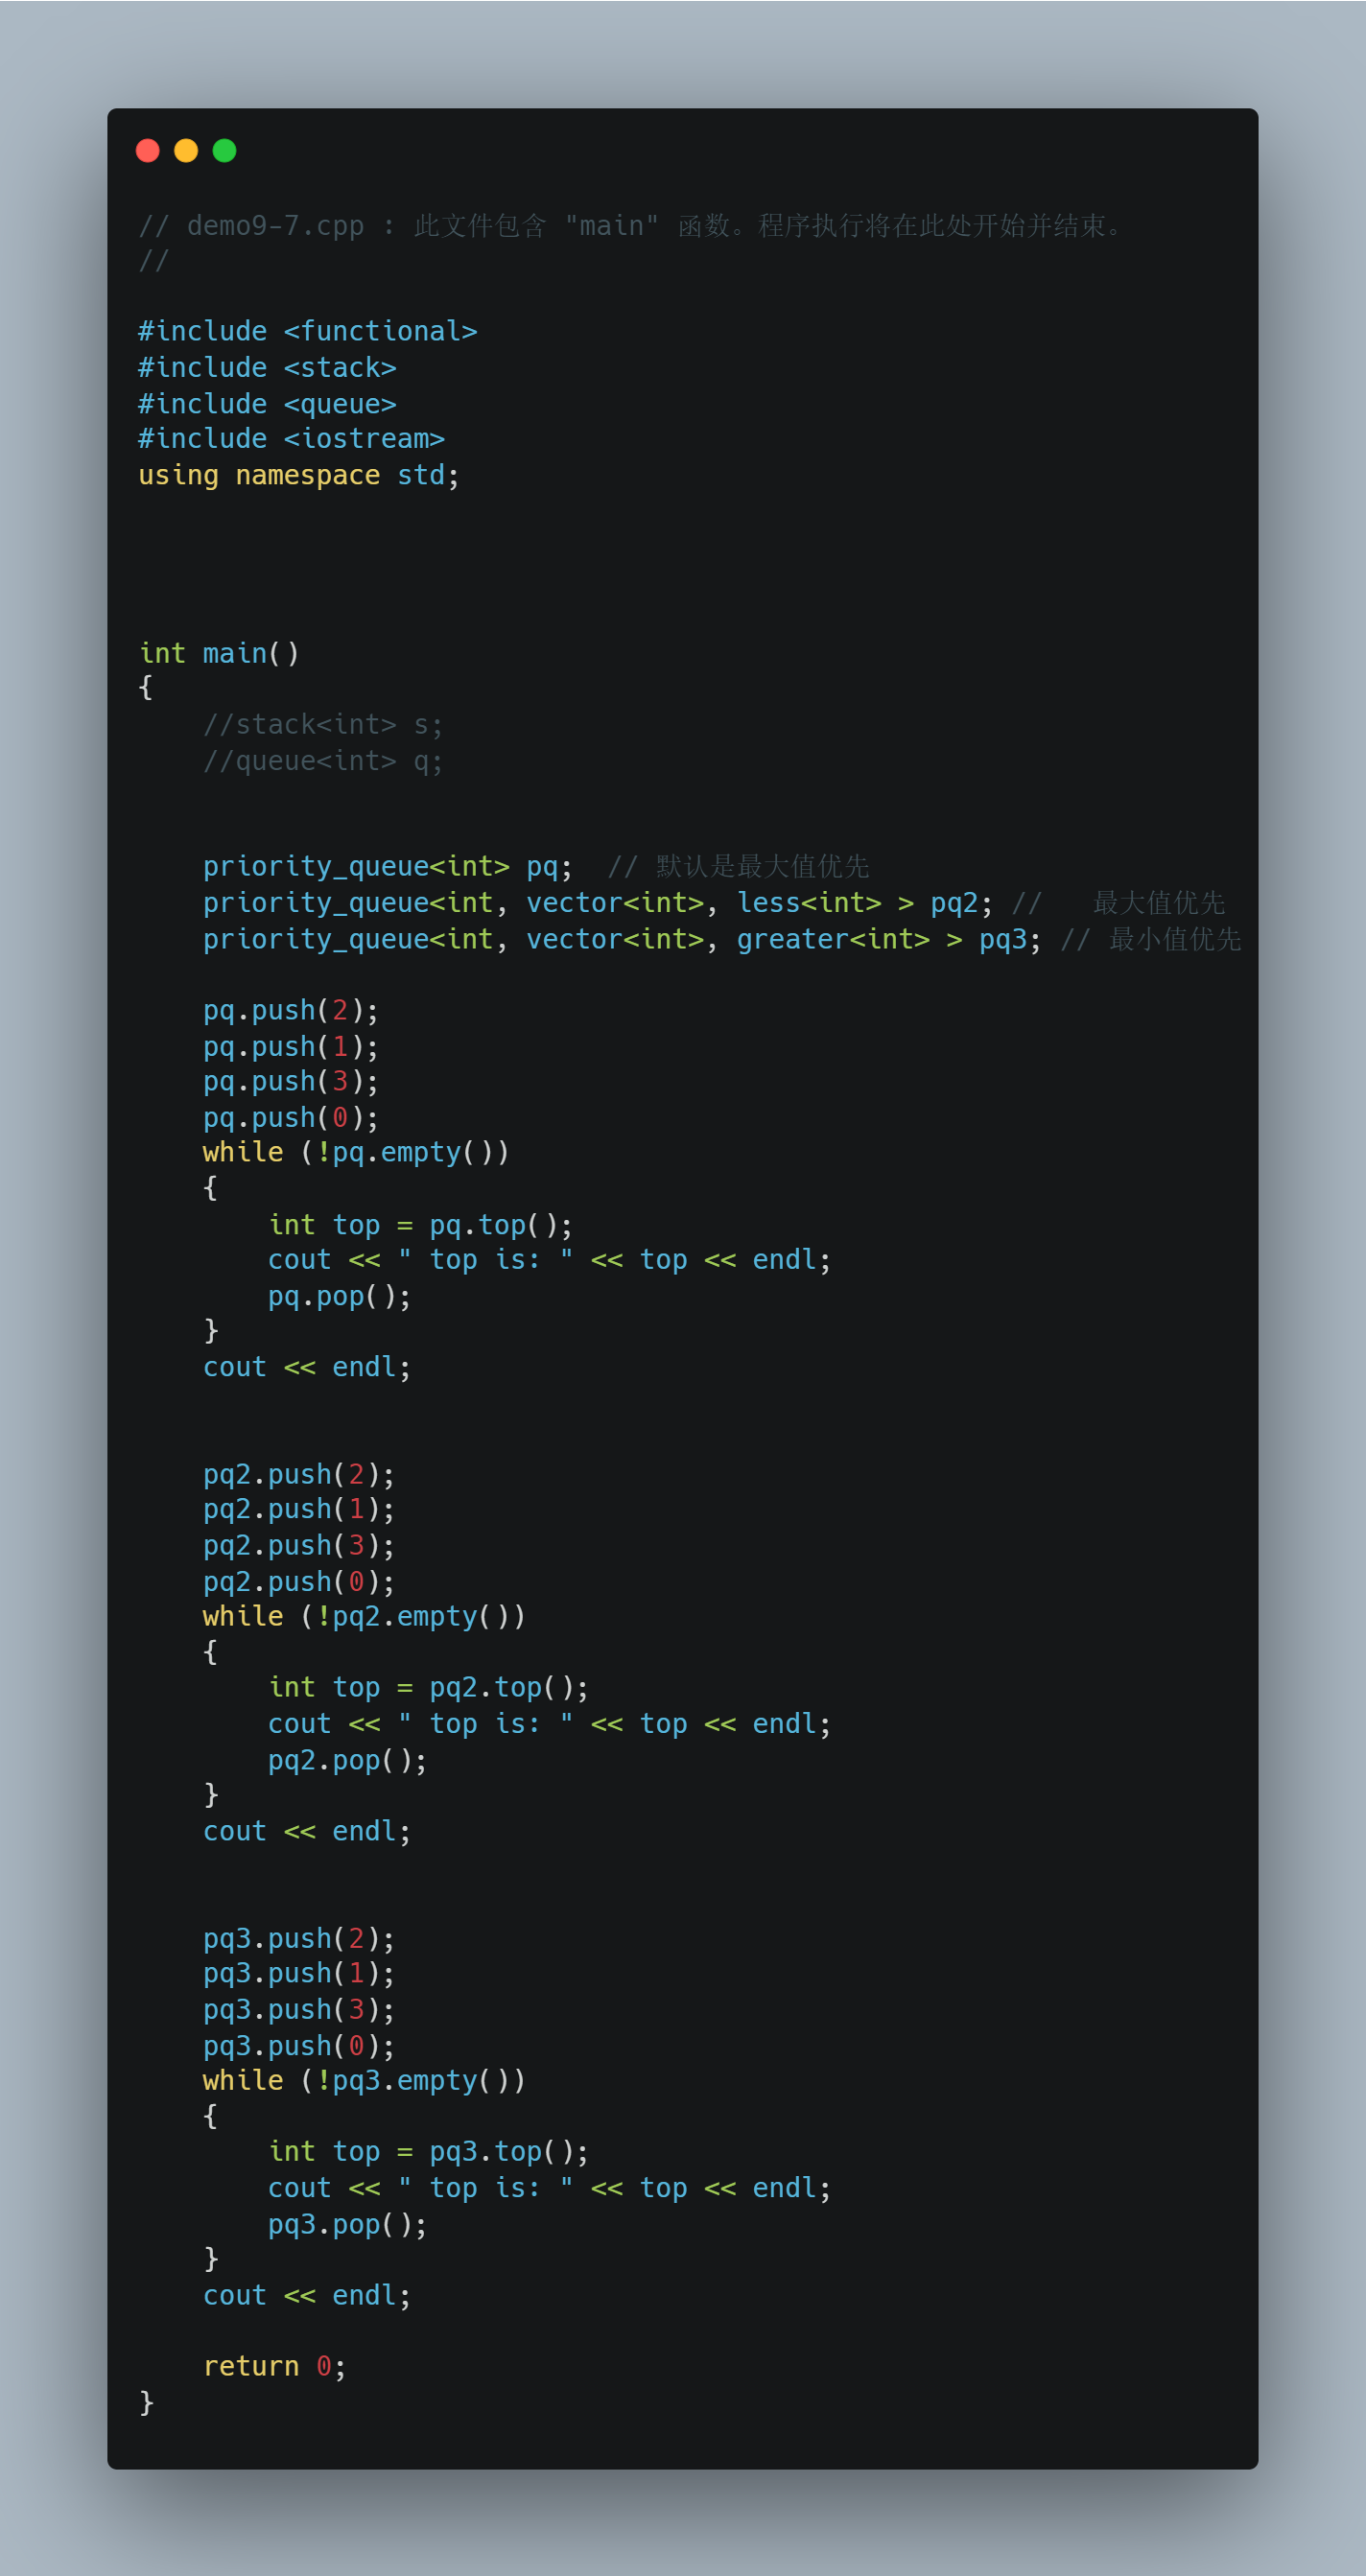 // demo9-7.cpp : 此文件包含 "main" 函数。程序执行将在此处开始并结束。
//
#include <functional>
#include <stack>
#include <queue>
#include <iostream>
using namespace std;
int main()
{
    //stack<int> s;
    //queue<int> q;
    priority_queue<int> pq;  // 默认是最大值优先
    priority_queue<int, vector<int>, less<int> > pq2; //   最大值优先
    priority_queue<int, vector<int>, greater<int> > pq3; // 最小值优先
    pq.push(2);
    pq.push(1);
    pq.push(3);
    pq.push(0);
    while (!pq.empty())
    {
        int top = pq.top();
        cout << " top is: " << top << endl;
        pq.pop();
    }
    cout << endl;
    pq2.push(2);
    pq2.push(1);
    pq2.push(3);
    pq2.push(0);
    while (!pq2.empty())
    {
        int top = pq2.top();
        cout << " top is: " << top << endl;
        pq2.pop();
    }
    cout << endl;
    pq3.push(2);
    pq3.push(1);
    pq3.push(3);
    pq3.push(0);
    while (!pq3.empty())
    {
        int top = pq3.top();
        cout << " top is: " << top << endl;
        pq3.pop();
    }
    cout << endl;
    return 0;
}